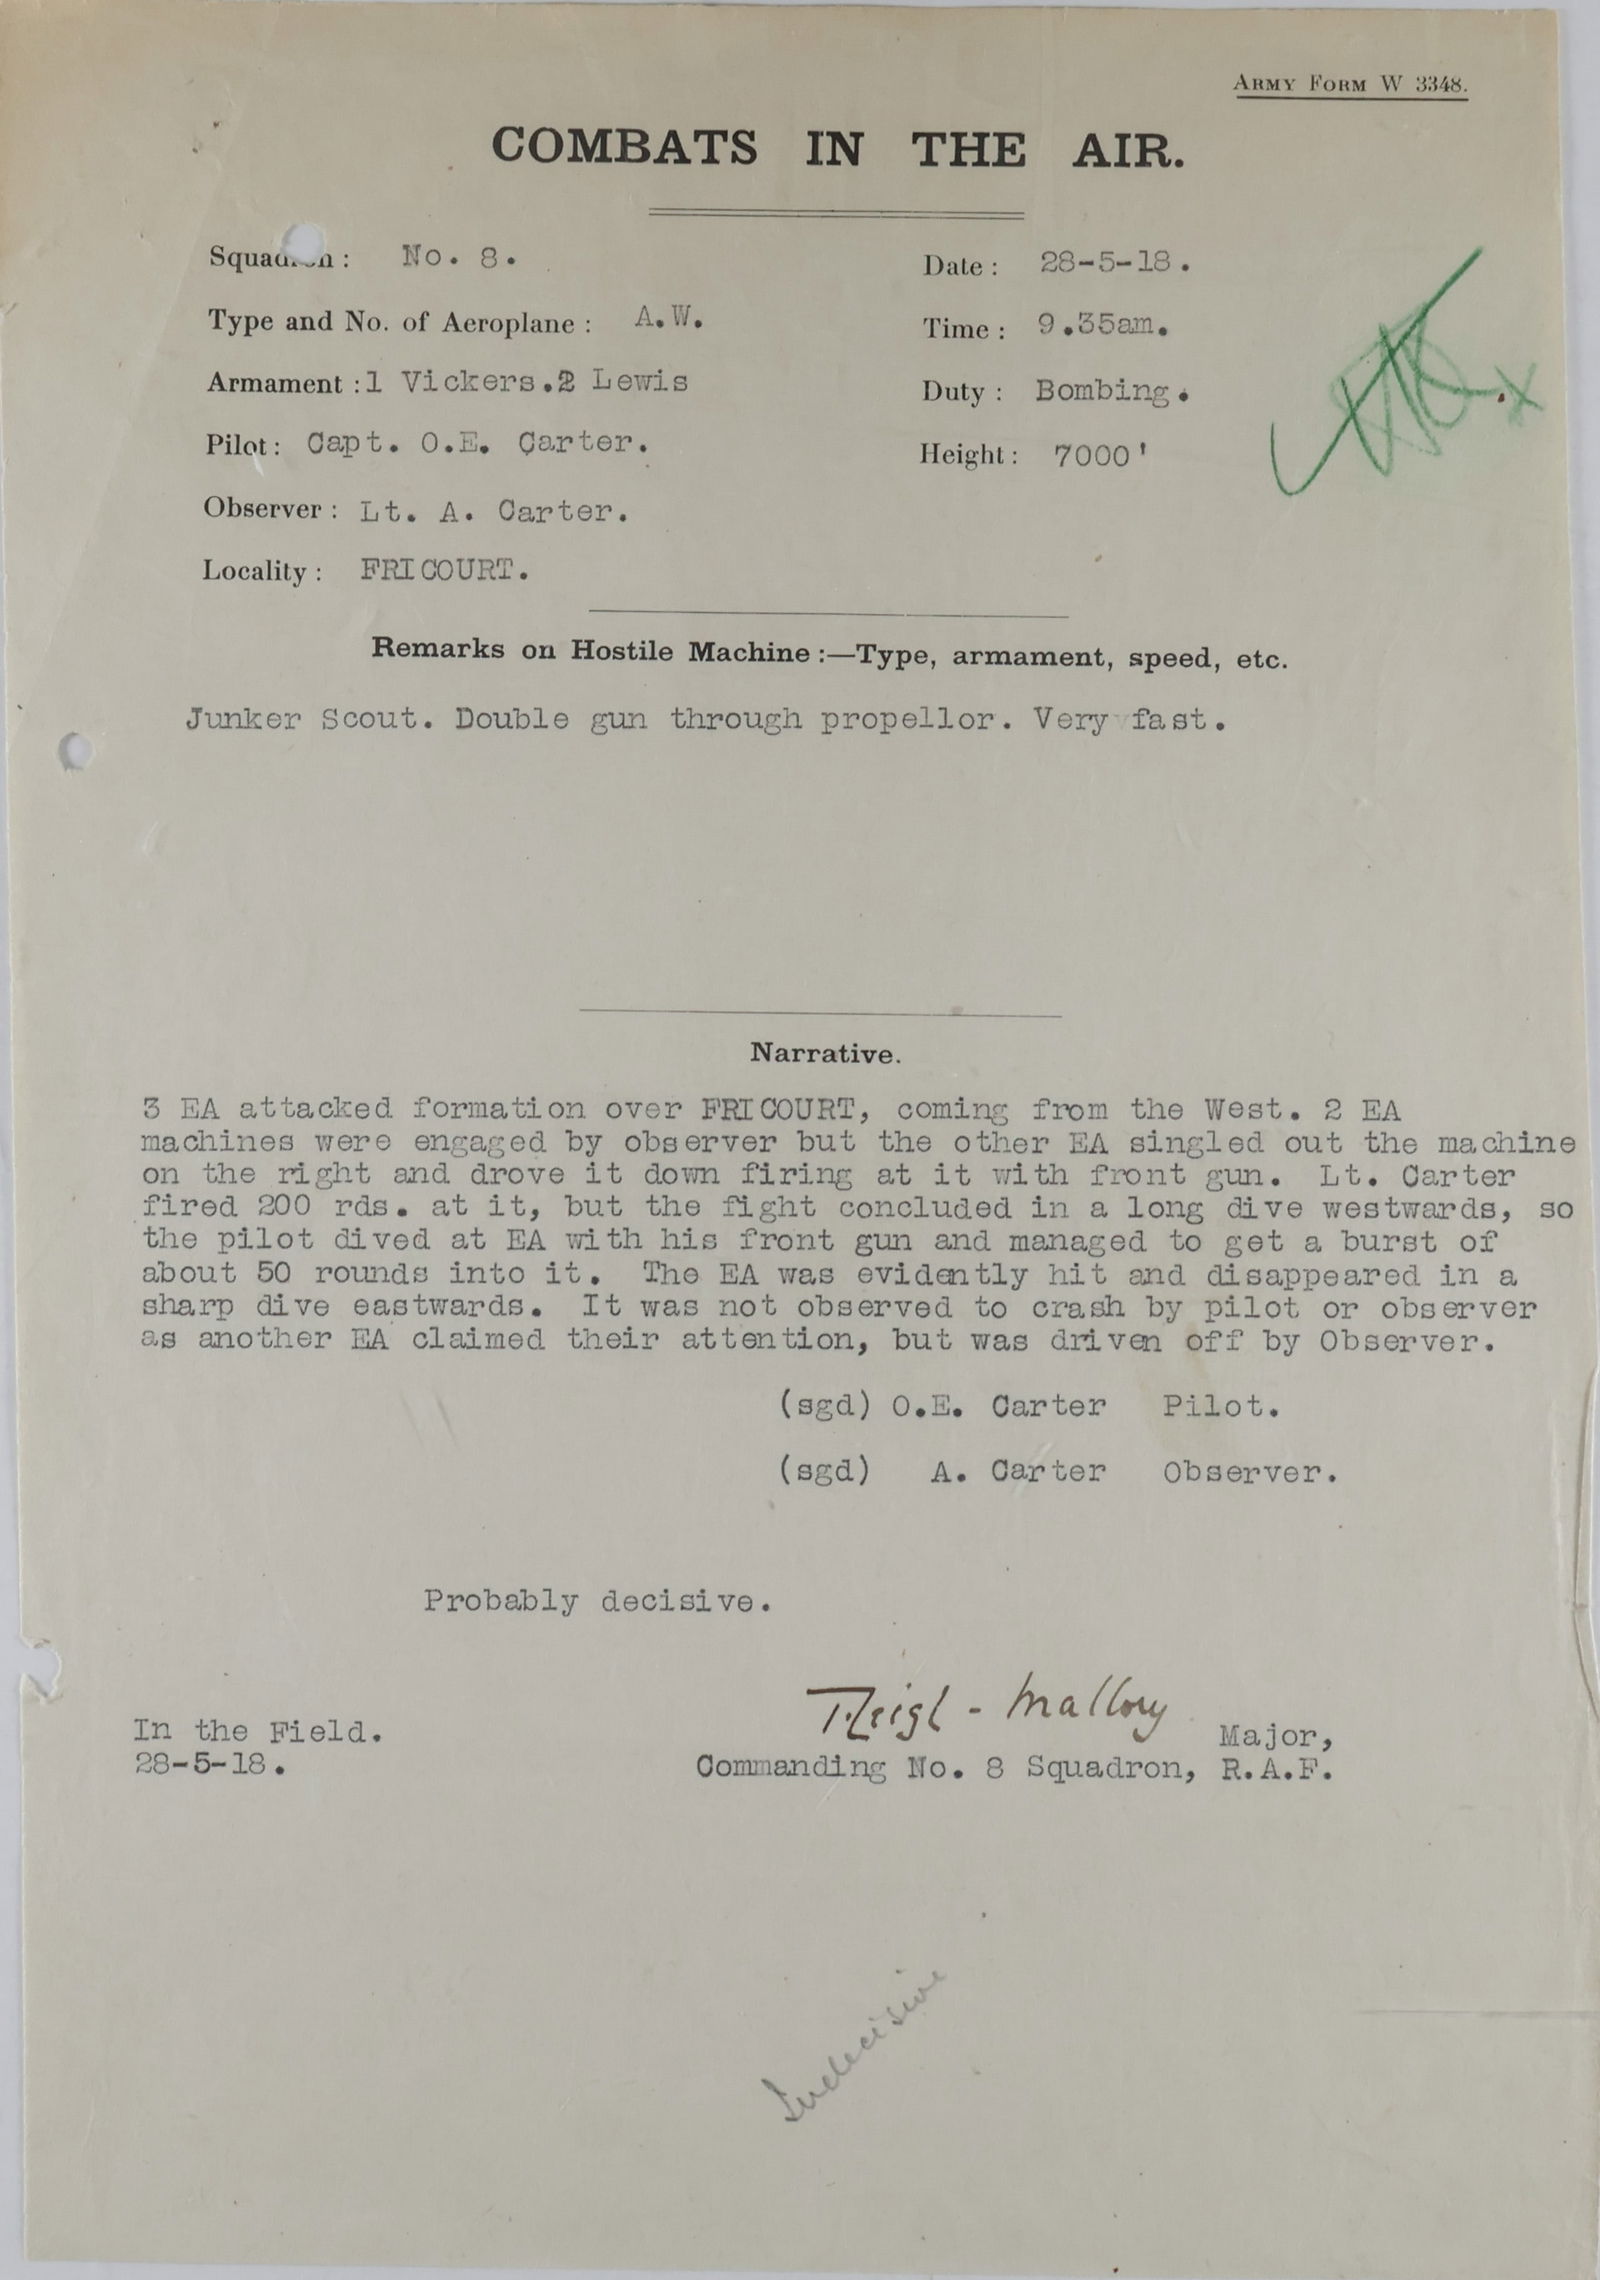 ARMY FORM W 3348.
COMBATS IN THE AIR.
Squadron: No. 8.
Date: 28-5-18.
Type and No. of Aeroplane: A.W.
Time: 9.35am.
Armament: 1 Vickers.2 Lewis
Duty: Bombing.
Pilot: Capt. O.E. Carter.
Height: 7000'
Observer: Lt. A. Carter.
Locality: FRICOURT.
Remarks on Hostile Machine:—Type, armament, speed, etc.
Junker Scout. Double gun through propellor. Very fast.
Narrative.
3 EA attacked formation over FRICOURT, coming from the West. 2 EA
machines were engaged by observer but the other EA singled out the machine
on the right and drove it down firing at it with front gun. Lt. Carter
fired 200 rds. at it, but the fight concluded in a long dive westwards, so
the pilot dived at EA with his front gun and managed to get a burst of
about 50 rounds into it. The EA was evidently hit and disappeared in a
sharp dive eastwards. It was not observed to crash by pilot or observer
as another EA claimed their attention, but was driven off by Observer.
(sgd) O.E. Carter Pilot.
(sgd) A. Carter Observer.
Probably decisive.
T. Leigh-Mallory
In the Field.
Major,
28-5-18.
Commanding No. 8 Squadron, R.A.F.
Indecisive